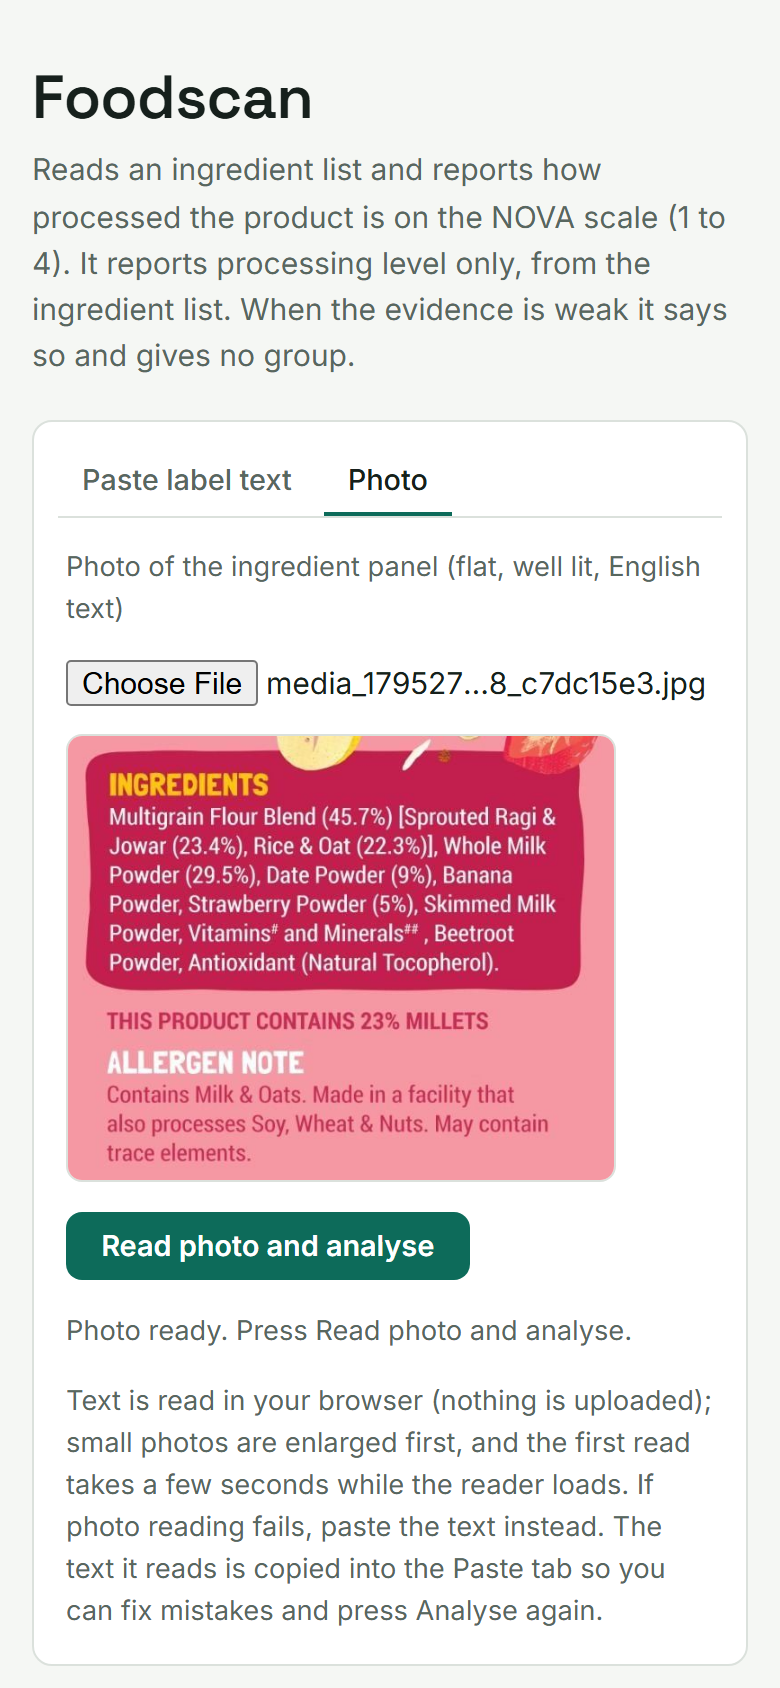 Foodscan
Reads an ingredient list and reports how
processed the product is on the NOVA scale (1 to
4). It reports processing level only, from the
ingredient list. When the evidence is weak it says
so and gives no group.
Paste label text
Photo
Photo of the ingredient panel (flat, well lit, English
text)
Choose File media_179527...8_c7dc15e3.jpg
INGREDIENTS
Multigrain Flour Blend (45.7%) [Sprouted Ragi &
Jowar (23.4%), Rice & Oat (22.3%)], Whole Milk
Powder (29.5%), Date Powder (9%), Banana
Powder, Strawberry Powder (5%), Skimmed Milk
Powder, Vitamins# and Minerals## , Beetroot
Powder, Antioxidant (Natural Tocopherol).
THIS PRODUCT CONTAINS 23% MILLETS
ALLERGEN NOTE
Contains Milk & Oats. Made in a facility that
also processes Soy, Wheat & Nuts. May contain
trace elements.
Read photo and analyse
Photo ready. Press Read photo and analyse.
Text is read in your browser (nothing is uploaded);
small photos are enlarged first, and the first read
takes a few seconds while the reader loads. If
photo reading fails, paste the text instead. The
text it reads is copied into the Paste tab so you
can fix mistakes and press Analyse again.